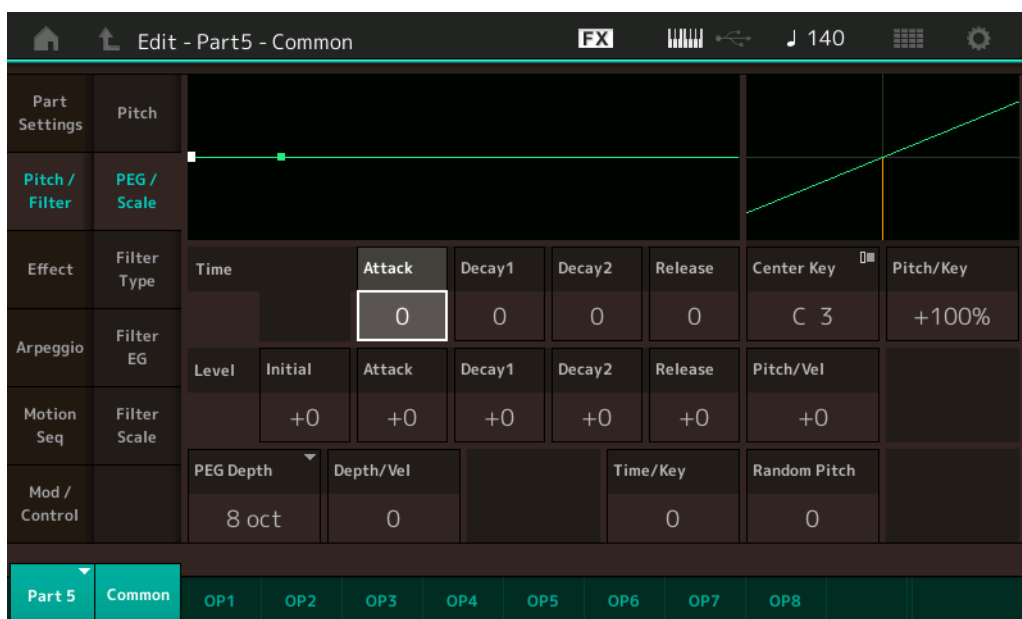 Edit - Part5 - Common
FX
140
Part Settings
Pitch / Filter
Effect
Arpeggio
Motion Seq
Mod / Control
Pitch
PEG / Scale
Filter Type
Filter EG
Filter Scale
Time
Attack
Decay1
Decay2
Release
Center Key
Pitch/Key
0
0
0
0
C 3
+100%
Level
Initial
Attack
Decay1
Decay2
Release
Pitch/Vel
+0
+0
+0
+0
+0
+0
PEG Depth
Depth/Vel
Time/Key
Random Pitch
8 oct
0
0
0
Part 5
Common
OP1
OP2
OP3
OP4
OP5
OP6
OP7
OP8